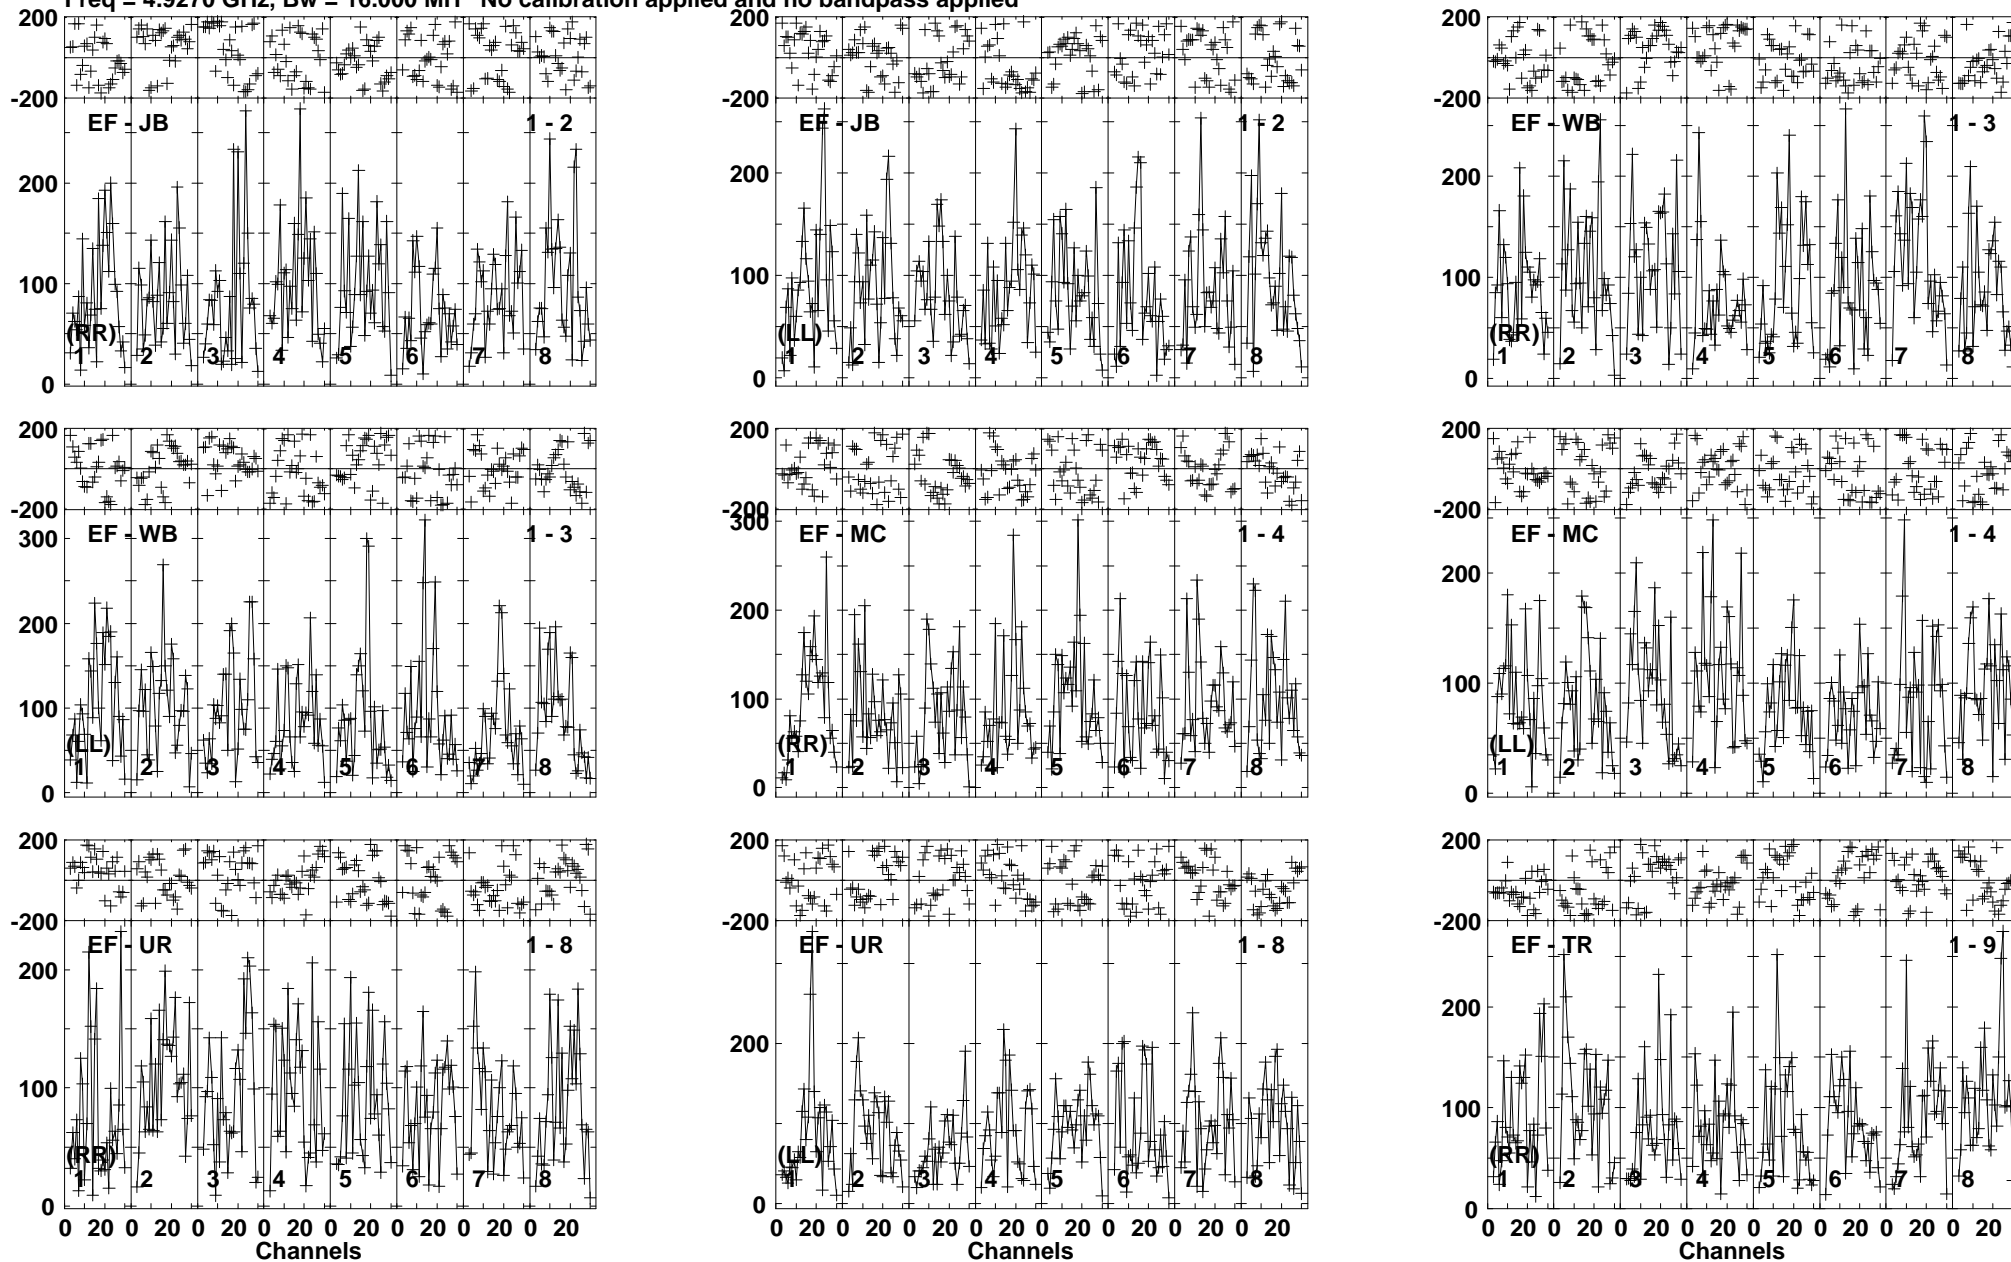 Freq = 4.9270 GHz, Bw = 16.000 MH No calibration applied and no bandpass applied
200 200 200
-200 -200 -200
EF - JB 1 - 2 EF - JB 1 - 2 EF - WB 1 - 3
200 200 200
100 100 100
(RR) (LL) (RR)
1 2 3 4 5 6 7 8 1 2 3 4 5 6 7 8 1 2 3 4 5 6 7 8
0 0 0
200 200 200
-200 -200 -200
EF - WB 1 - 3 EF - MC 1 - 4 EF - MC 1 - 4
300 300
200 200 200
100 100 100
(LL) (RR) (LL)
1 2 3 4 5 6 7 8 1 2 3 4 5 6 7 8 1 2 3 4 5 6 7 8
0 0 0
200 200 200
-200 -200 -200
EF - UR 1 - 8 EF - UR 1 - 8 EF - TR 1 - 9
200 200 200
100 100
(RR) (LL) (RR)
1 2 3 4 5 6 7 8 1 2 3 4 5 6 7 8 1 2 3 4 5 6 7 8
0 0 0
0 20 0 20 0 20 0 20 0 20 0 20 0 20 0 20 0 20 0 20 0 20 0 20 0 20 0 20 0 20 0 20 0 20 0 20 0 20 0 20 0 20 0 20 0 20 0 20
Channels Channels Channels